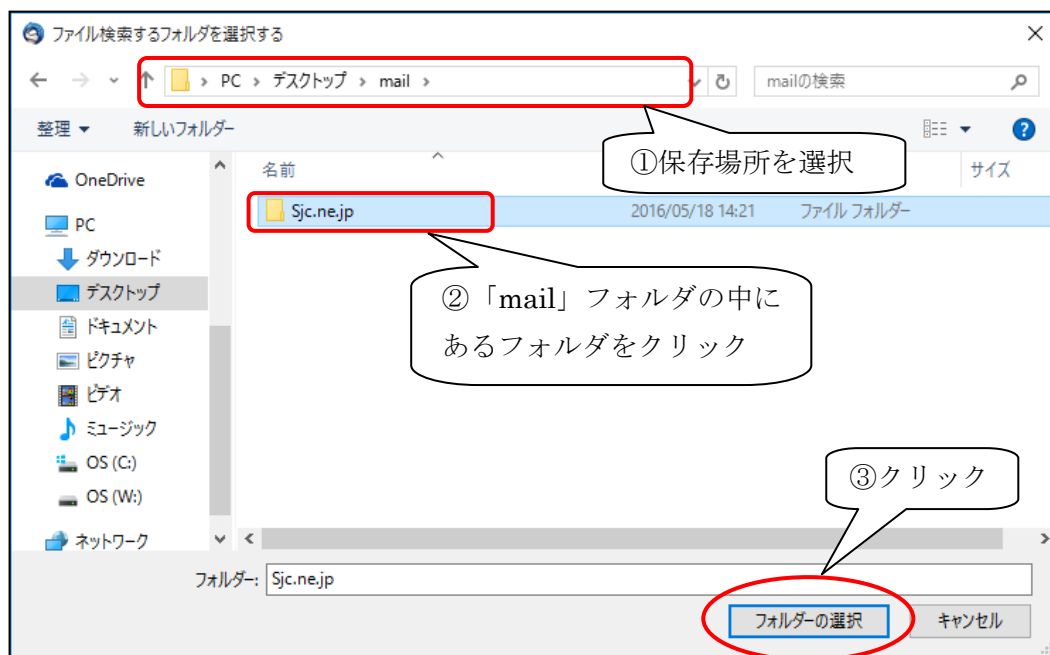 ファイル検索するフォルダを選択する
PC > デスクトップ > mail >
mailの検索
整理 ▼ 新しいフォルダー
①保存場所を選択
名前 サイズ
OneDrive
PC
ダウンロード
デスクトップ
ドキュメント
ピクチャ
ビデオ
ミュージック
OS (C:)
OS (W:)
ネットワーク
Sjc.ne.jp 2016/05/18 14:21 ファイル フォルダー
②「mail」フォルダの中に
あるフォルダをクリック
③クリック
フォルダー: Sjc.ne.jp
フォルダーの選択 キャンセル